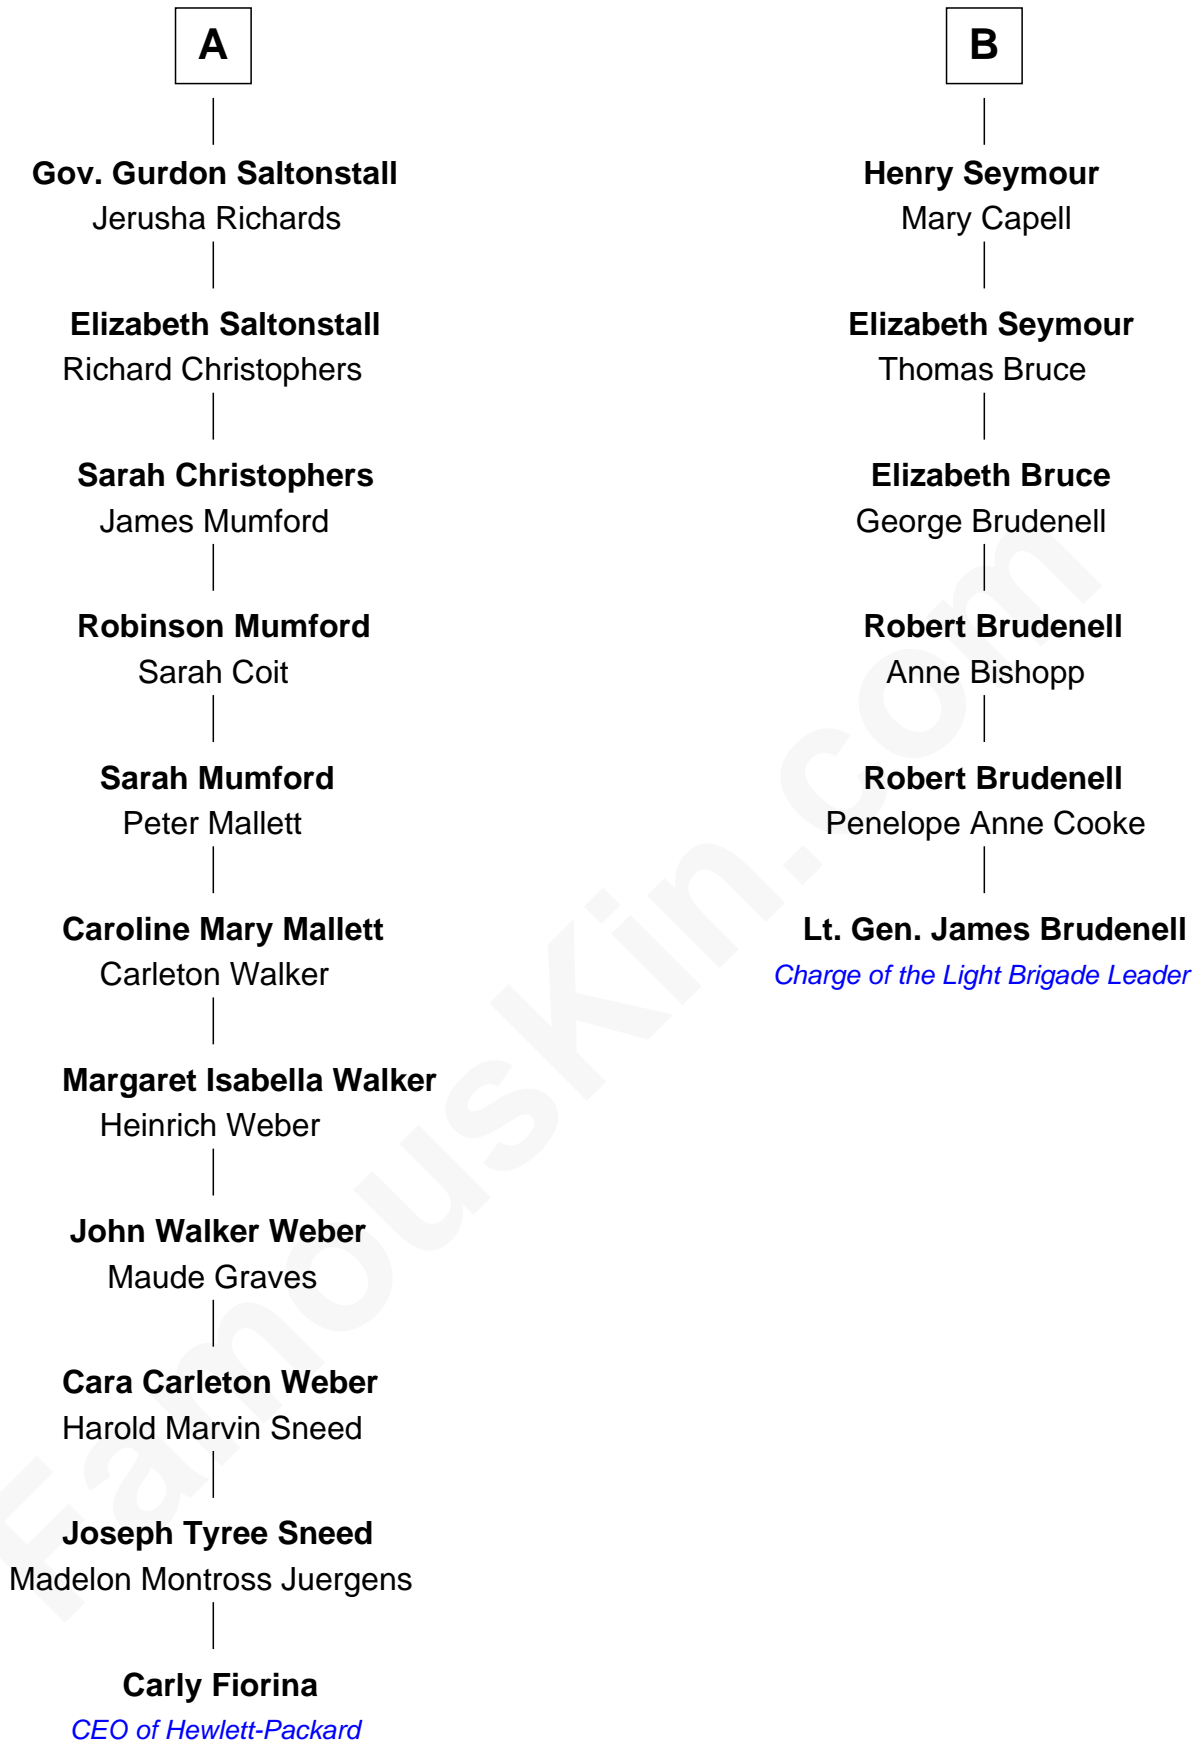 A
Gov. Gurdon Saltonstall
Jerusha Richards
Elizabeth Saltonstall
Richard Christophers
Sarah Christophers
James Mumford
Robinson Mumford
Sarah Coit
Sarah Mumford
Peter Mallett
Caroline Mary Mallett
Carleton Walker
Margaret Isabella Walker
Heinrich Weber
John Walker Weber
Maude Graves
Cara Carleton Weber
Harold Marvin Sneed
Joseph Tyree Sneed
Madelon Montross Juergens
Carly Fiorina
CEO of Hewlett-Packard
B
Henry Seymour
Mary Capell
Elizabeth Seymour
Thomas Bruce
Elizabeth Bruce
George Brudenell
Robert Brudenell
Anne Bishopp
Robert Brudenell
Penelope Anne Cooke
Lt. Gen. James Brudenell
Charge of the Light Brigade Leader
FamousKin.com